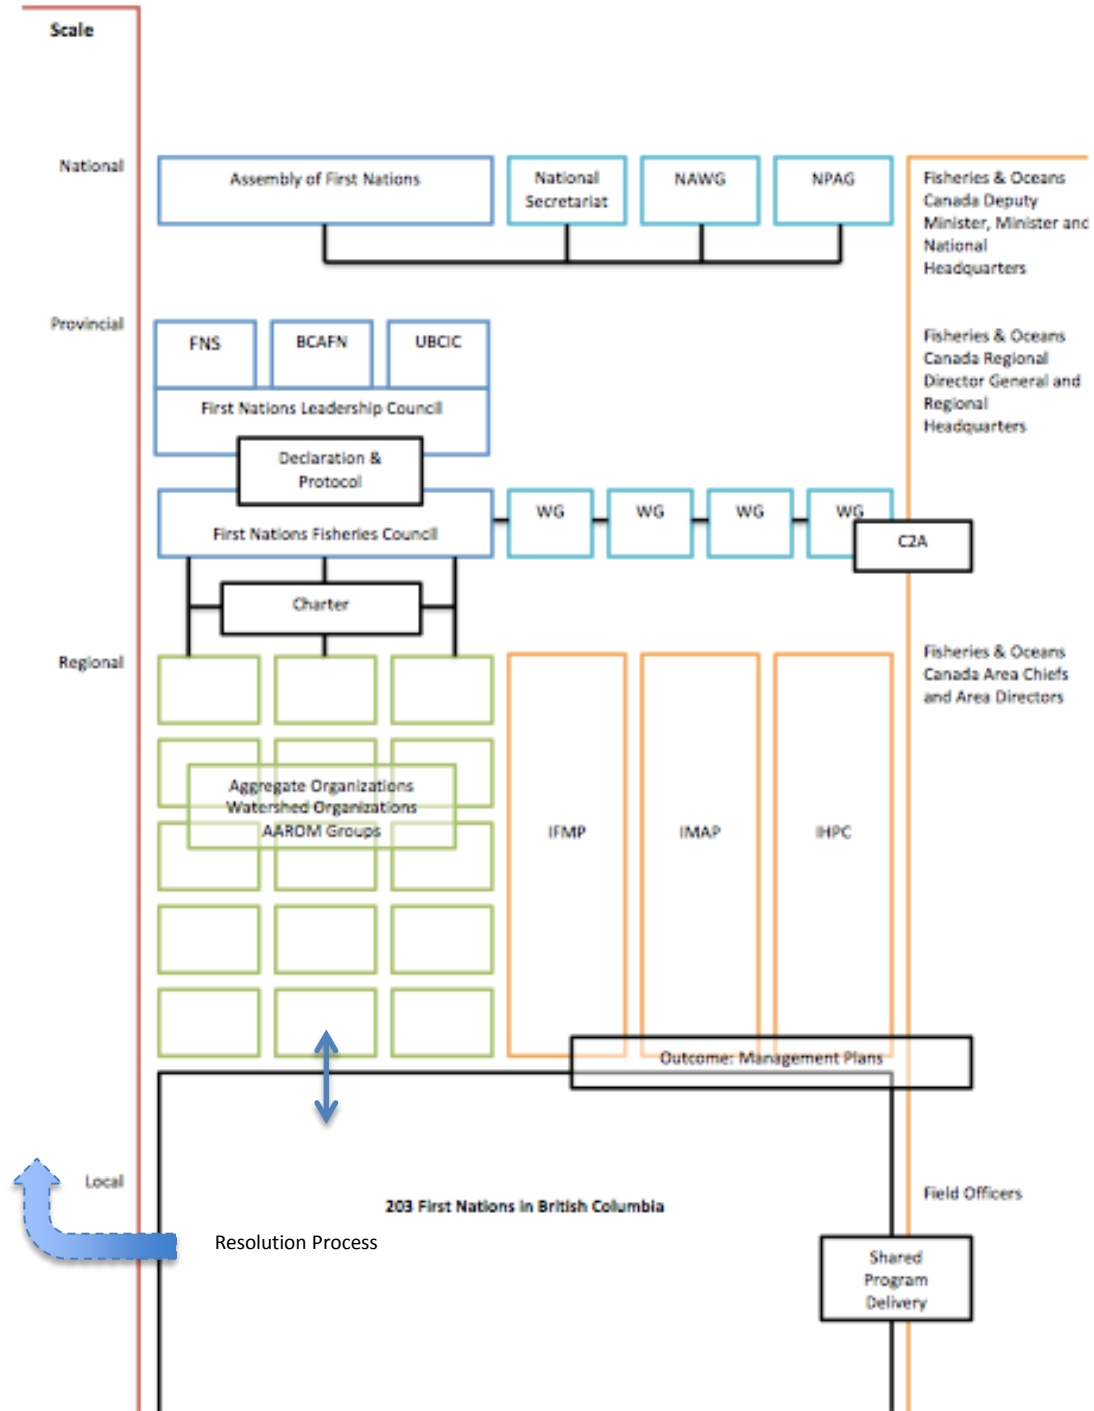 Scale
National
Assembly of First Nations
National
Secretariat
NAWG
NPAG
Fisheries & Oceans
Canada Deputy
Minister, Minister and
National
Headquarters
Provincial
FNS
BCAFN
UBCIC
First Nations Leadership Council
Fisheries & Oceans
Canada Regional
Director General and
Regional
Headquarters
Declaration &
Protocol
First Nations Fisheries Council
WG
WG
WG
WG
C2A
Charter
Regional
Fisheries & Oceans
Canada Area Chiefs
and Area Directors
Aggregate Organizations
Watershed Organizations
AAROM Groups
IFMP
IMAP
IHPC
Outcome: Management Plans
Local
203 First Nations in British Columbia
Field Officers
Resolution Process
Shared
Program
Delivery